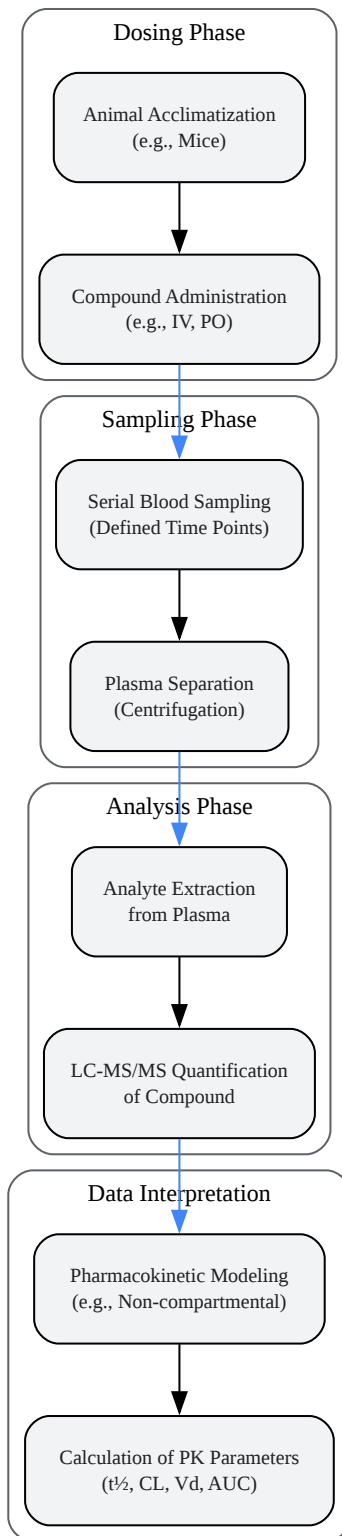 Dosing Phase
Animal Acclimatization
(e.g., Mice)
Compound Administration
(e.g., IV, PO)
Sampling Phase
Serial Blood Sampling
(Defined Time Points)
Plasma Separation
(Centrifugation)
Analysis Phase
Analyte Extraction
from Plasma
LC-MS/MS Quantification
of Compound
Data Interpretation
Pharmacokinetic Modeling
(e.g., Non-compartmental)
Calculation of PK Parameters
(t½, CL, Vd, AUC)